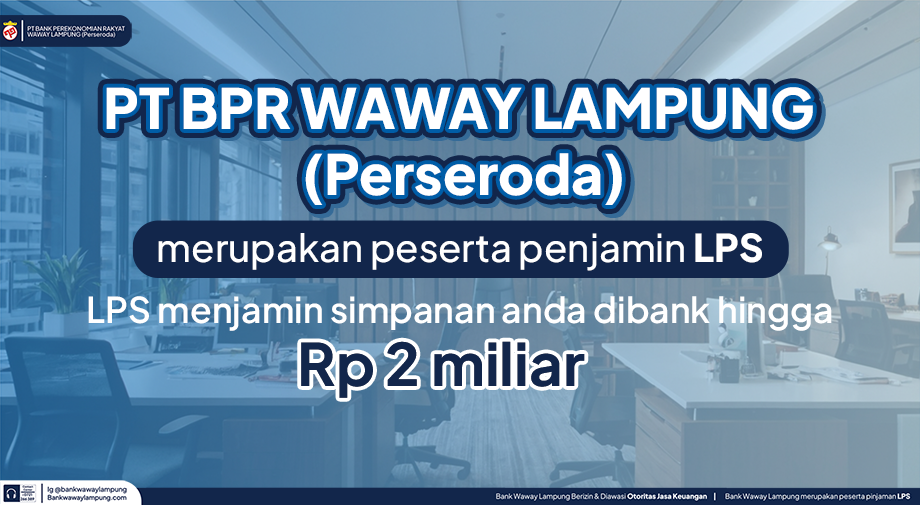 PT BANK PEREKONOMIAN RAKYAT
WAWAY LAMPUNG (Perseroda)
PT BPR WAWAY LAMPUNG
(Perseroda)
merupakan peserta penjamin LPS
LPS menjamin simpanan anda dibank hingga
Rp 2 miliar
Ig @bankwawaylampung
Bankwawaylampung.com
Bank Waway Lampung Berizin & Diawasi Otoritas Jasa Keuangan | Bank Waway Lampung merupakan peserta pinjaman LPS